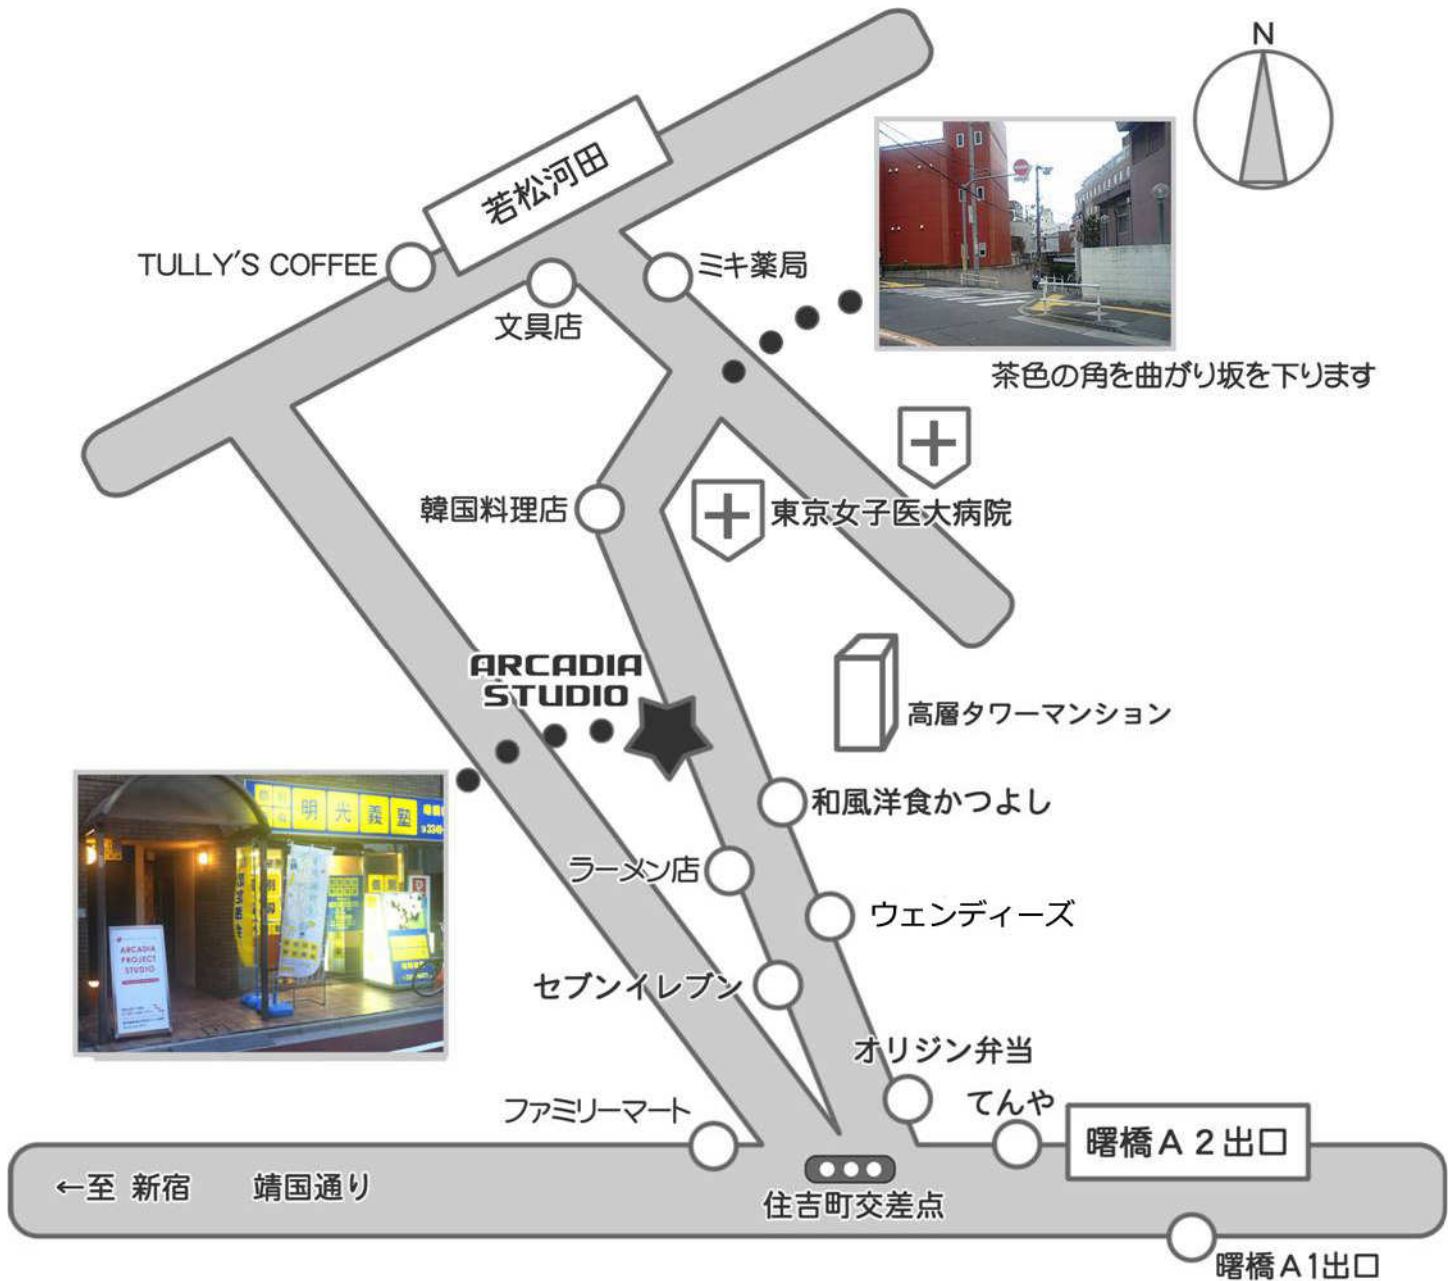 N
若松河田
TULLY'S COFFEE
ミキ薬局
文具店
茶色の角を曲がり坂を下ります
韓国料理店
東京女子医大病院
ARCADIA
STUDIO
高層タワーマンション
明光義塾
ARCADIA
PROJECT
STUDIO
和風洋食かつよし
ラーメン店
ウェンディーズ
セブンイレブン
オリジン弁当
てんや
ファミリーマート
曙橋A2出口
←至 新宿 靖国通り
住吉町交差点
曙橋A1出口